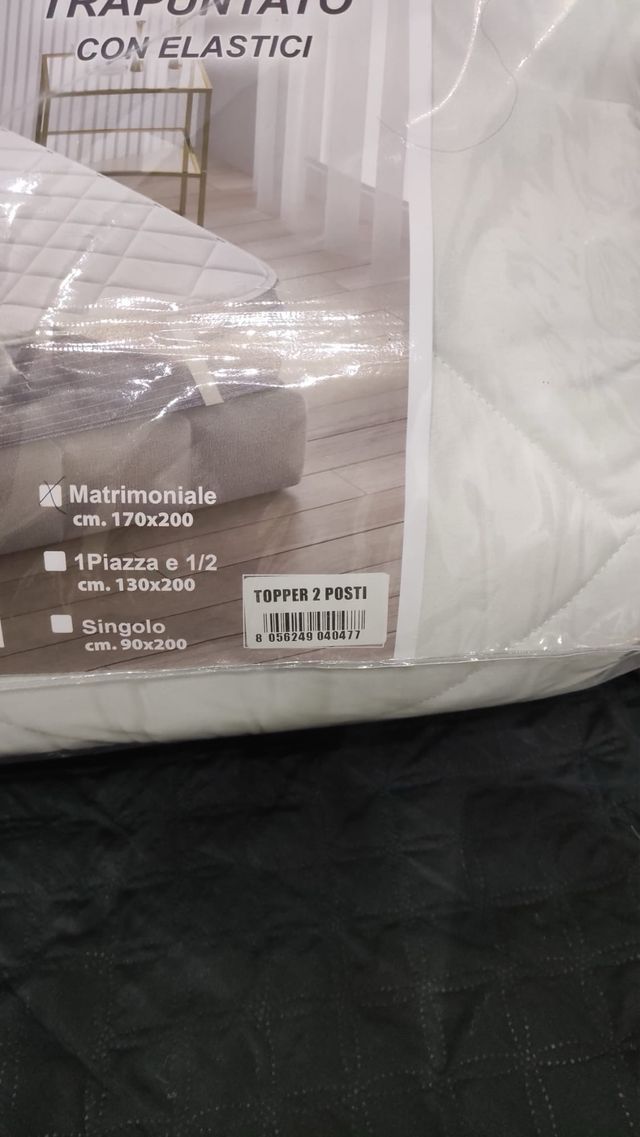 TRAPUNTATO
CON ELASTICI
Matrimoniale
cm. 170x200
1Piazza e 1/2
cm. 130x200
Singolo
cm. 90x200
TOPPER 2 POSTI
8 056249 040477